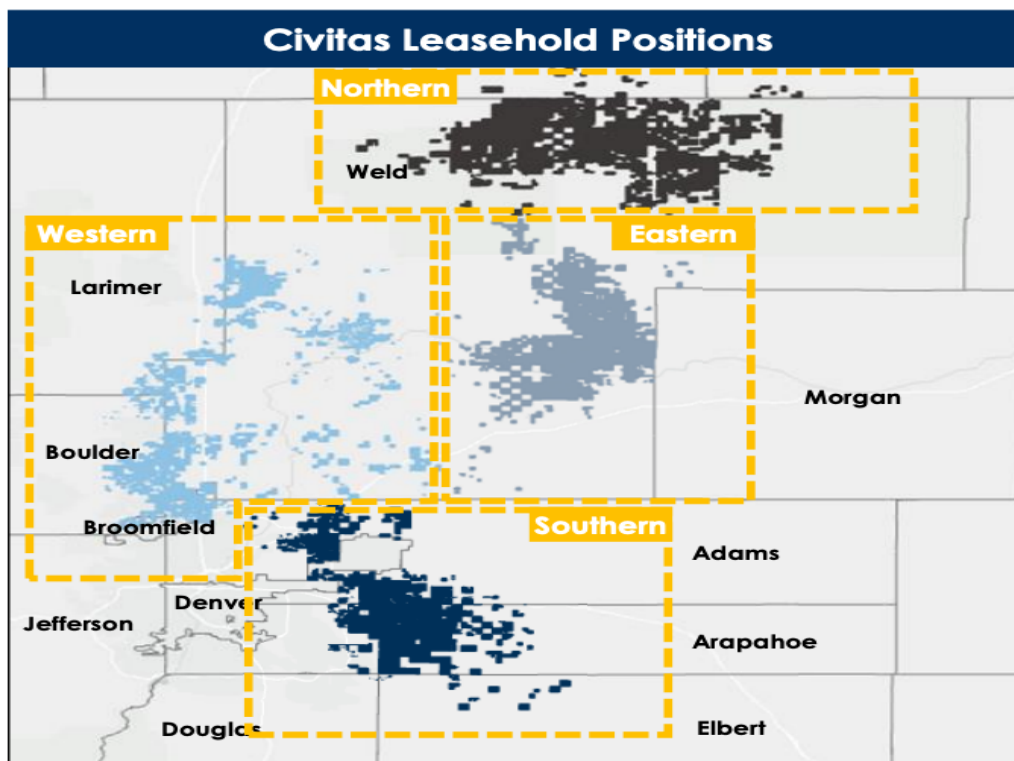 Civitas Leasehold Positions
Northern
Weld
Western
Eastern
Larimer
Morgan
Boulder
Broomfield
Southern
Adams
Denver
Jefferson
Arapahoe
Douglas
Elbert